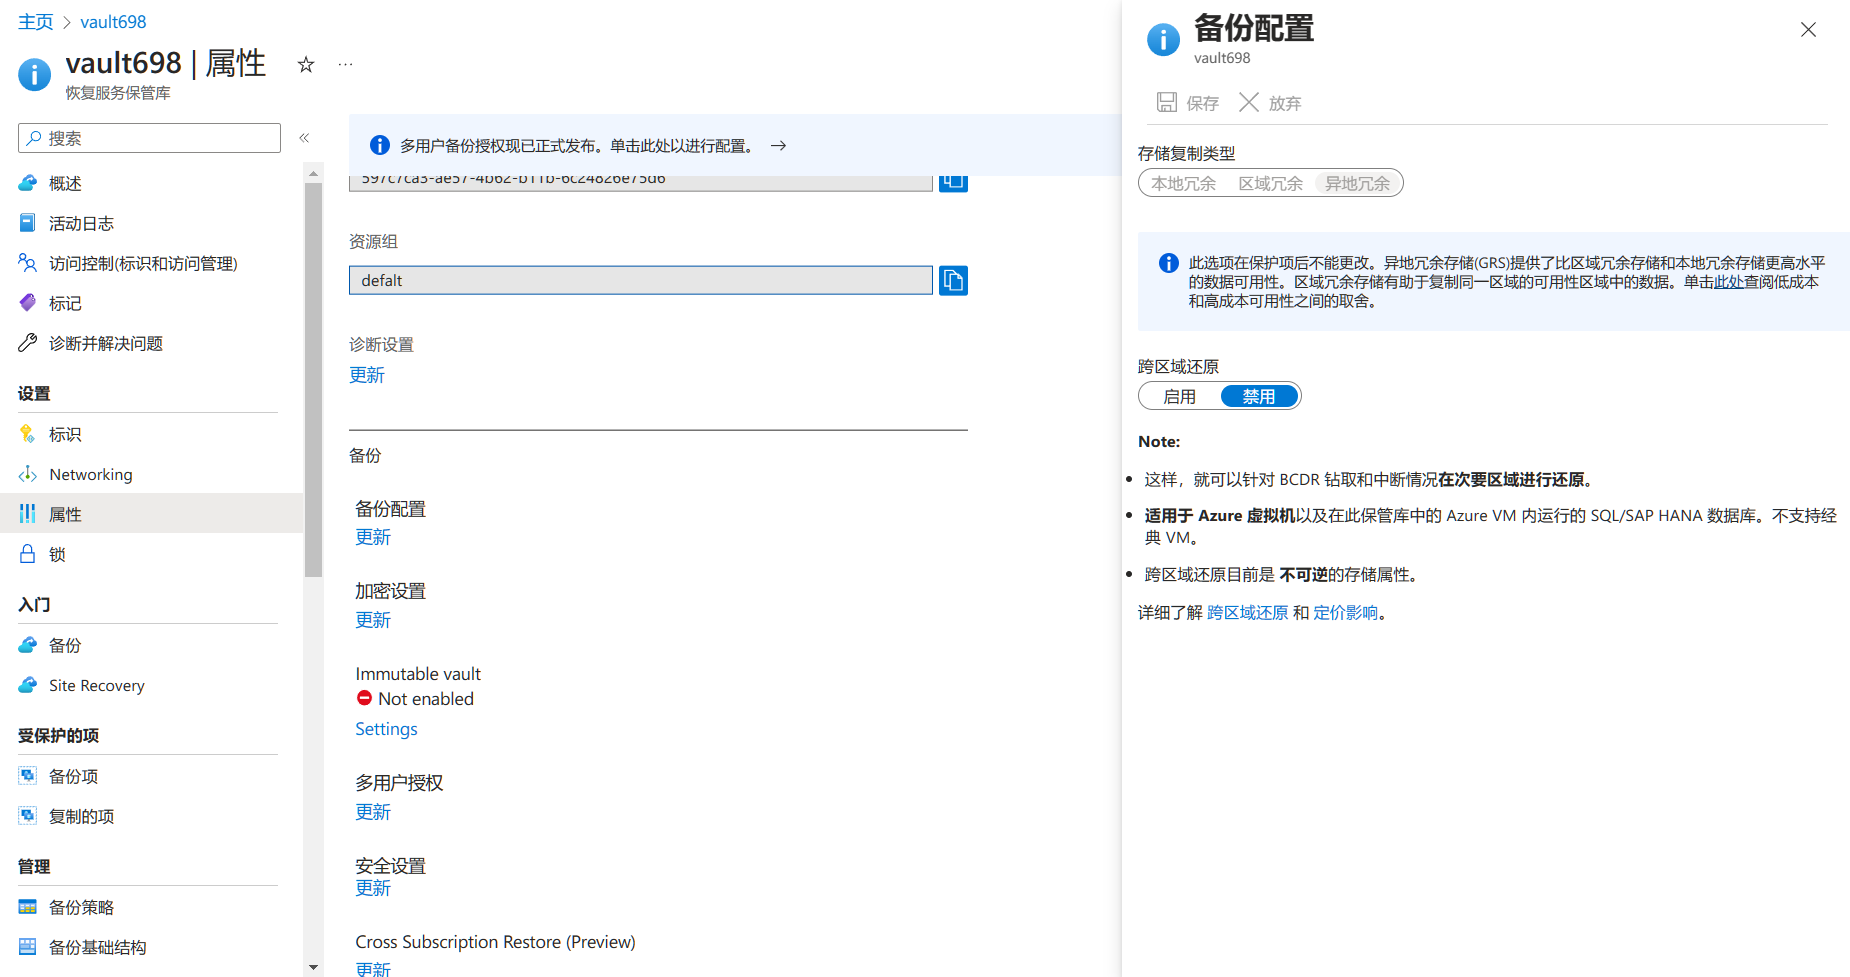 主页 > vault698
vault698 | 属性
恢复服务保管库
搜索
概述
活动日志
访问控制(标识和访问管理)
标记
诊断并解决问题
设置
标识
Networking
属性
锁
入门
备份
Site Recovery
受保护的项
备份项
复制的项
管理
备份策略
备份基础结构
多用户备份授权现已正式发布。单击此处以进行配置。 →
597c7ca3-ae57-4b62-b11b-6c24826e75d6
资源组
defalt
诊断设置
更新
备份
备份配置
更新
加密设置
更新
Immutable vault
Not enabled
Settings
多用户授权
更新
安全设置
更新
Cross Subscription Restore (Preview)
更新
备份配置
vault698
保存 放弃
存储复制类型
本地冗余 区域冗余 异地冗余
此选项在保护项后不能更改。异地冗余存储(GRS)提供了比区域冗余存储和本地冗余存储更高水平
的数据可用性。区域冗余存储有助于复制同一区域的可用性区域中的数据。单击此处查阅低成本
和高成本可用性之间的取舍。
跨区域还原
启用 禁用
Note:
这样，就可以针对 BCDR 钻取和中断情况在次要区域进行还原。
适用于 Azure 虚拟机以及在此保管库中的 Azure VM 内运行的 SQL/SAP HANA 数据库。不支持经
典 VM。
跨区域还原目前是 不可逆的存储属性。
详细了解 跨区域还原 和 定价影响。